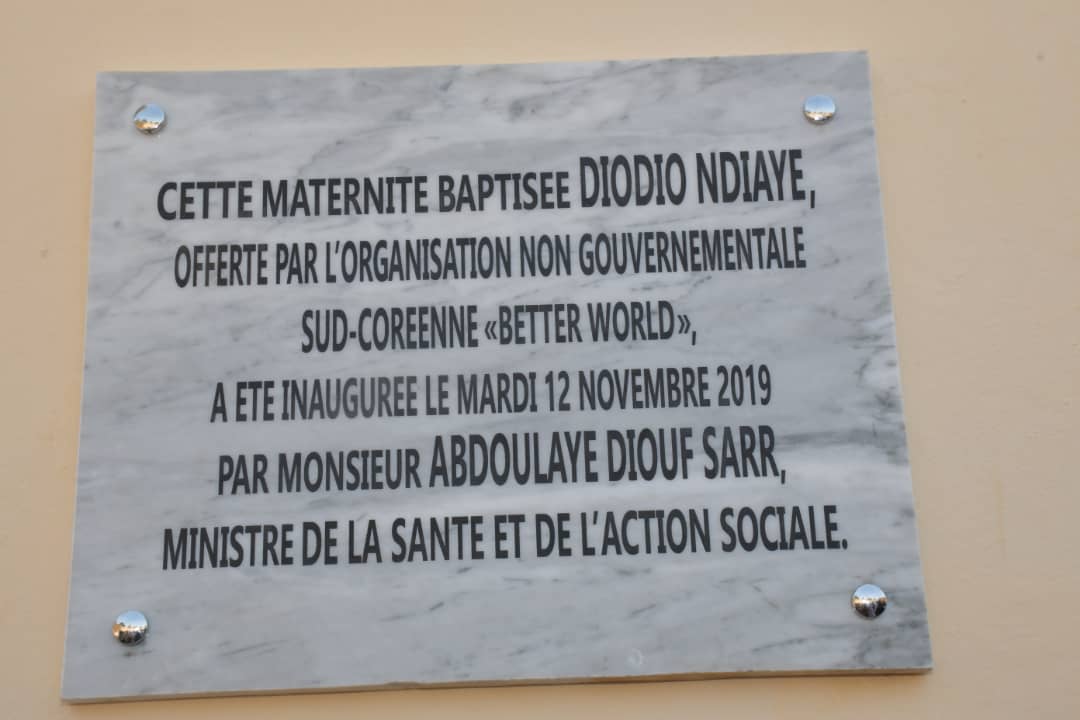 CETTE MATERNITE BAPTISEE DIODIO NDIAYE,
OFFERTE PAR L'ORGANISATION NON GOUVERNEMENTALE
SUD-COREENNE «BETTER WORLD»,
A ETE INAUGUREE LE MARDI 12 NOVEMBRE 2019
PAR MONSIEUR ABDOULAYE DIOUF SARR,
MINISTRE DE LA SANTE ET DE L'ACTION SOCIALE.